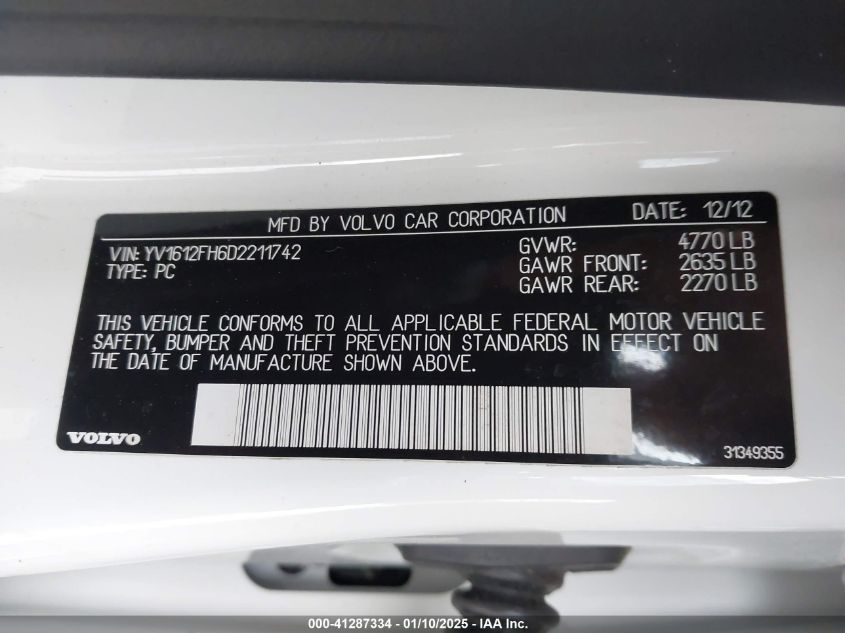 MFD BY VOLVO CAR CORPORATION DATE: 12/12
VIN: YV1612FH6D2211742 GVWR: 4770 LB
TYPE: PC GAWR FRONT: 2635 LB
GAWR REAR: 2270 LB
THIS VEHICLE CONFORMS TO ALL APPLICABLE FEDERAL MOTOR VEHICLE
SAFETY, BUMPER AND THEFT PREVENTION STANDARDS IN EFFECT ON
THE DATE OF MANUFACTURE SHOWN ABOVE.
VOLVO 31349355
000-41287334 - 01/10/2025 - IAA Inc.